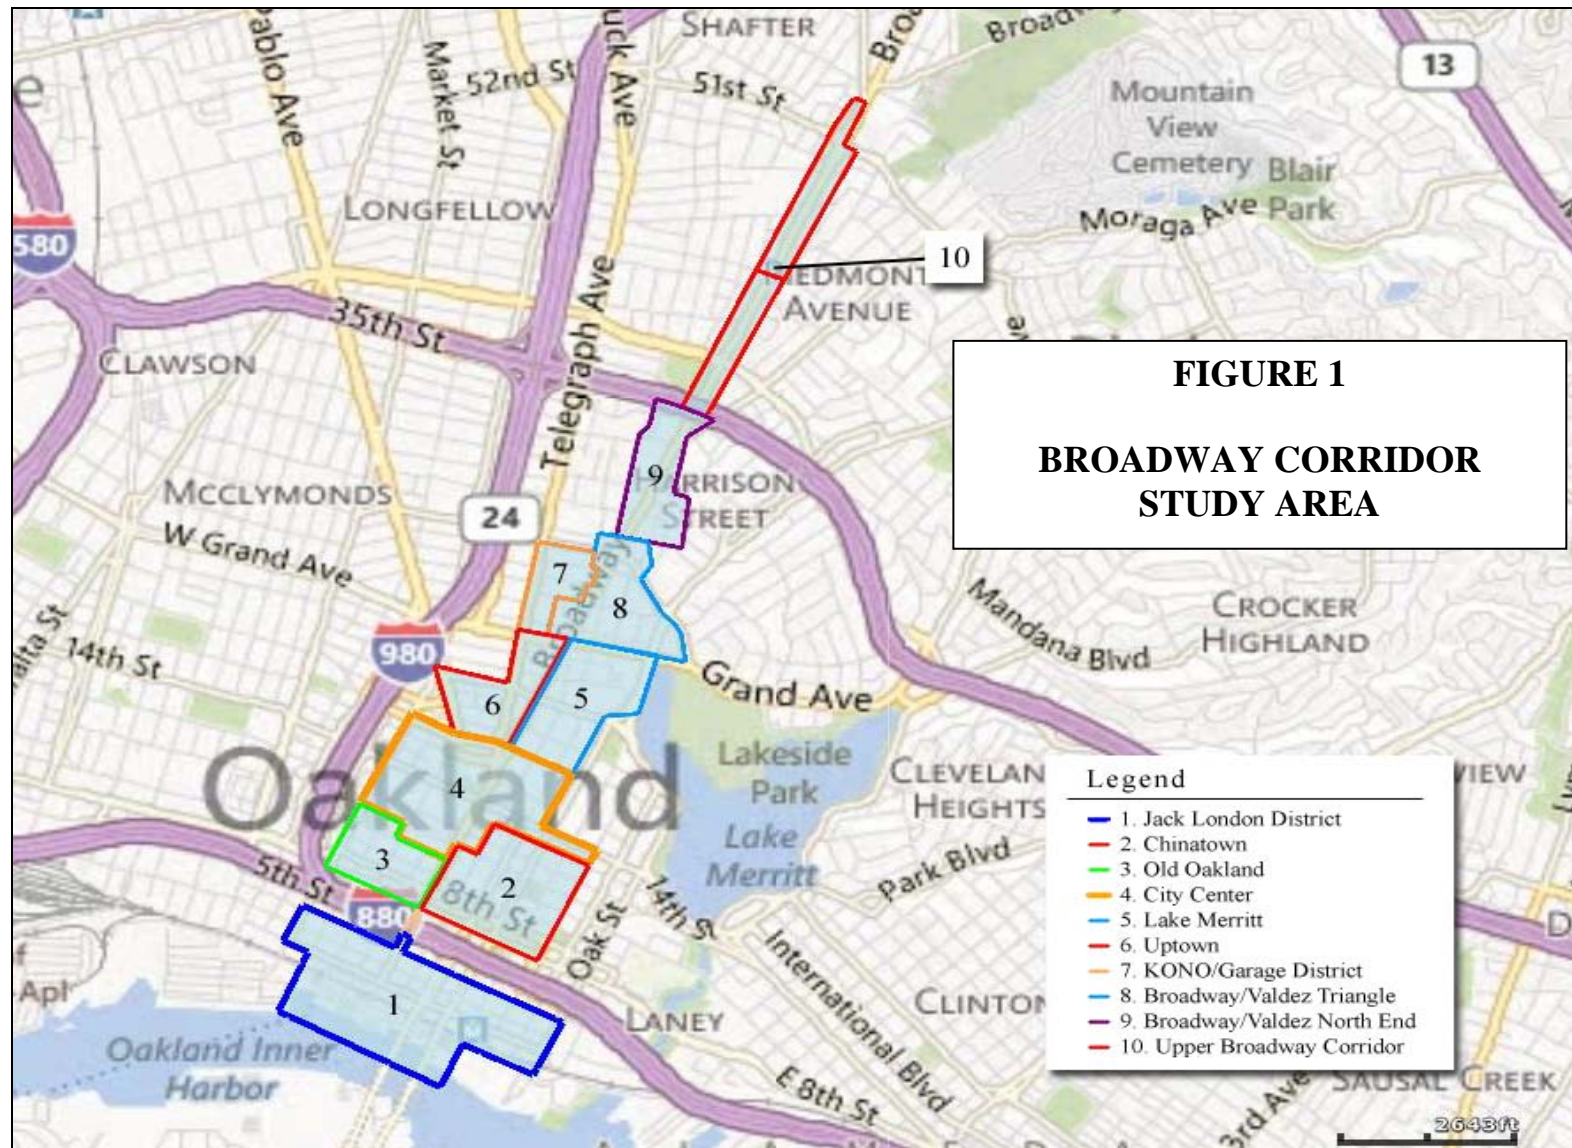 SHAFTER
Market St
52nd St
51st St
13
Mountain
View
Cemetery
Blair
Park
Moraga Ave
LONGFELLOW
580
10
PIEDMONT
AVENUE
35th St
Telegraph Ave
CLAWSON
FIGURE 1
BROADWAY CORRIDOR
STUDY AREA
9
HARRISON
STREET
MCCLYMONDS
24
W Grand Ave
7
8
Broadway
Mandana Blvd
CROCKER
HIGHLAND
980
14th St
6
5
Grand Ave
Oakland
4
Lakeside
Park
Lake
Merritt
3
2
5th St
880
8th St
14th St
Oak St
Park Blvd
International Blvd
1
LANEY
Oakland Inner
Harbor
E 8th St
Legend
1. Jack London District
2. Chinatown
3. Old Oakland
4. City Center
5. Lake Merritt
6. Uptown
7. KONO/Garage District
8. Broadway/Valdez Triangle
9. Broadway/Valdez North End
10. Upper Broadway Corridor
SAUSAL CREEK
2643ft